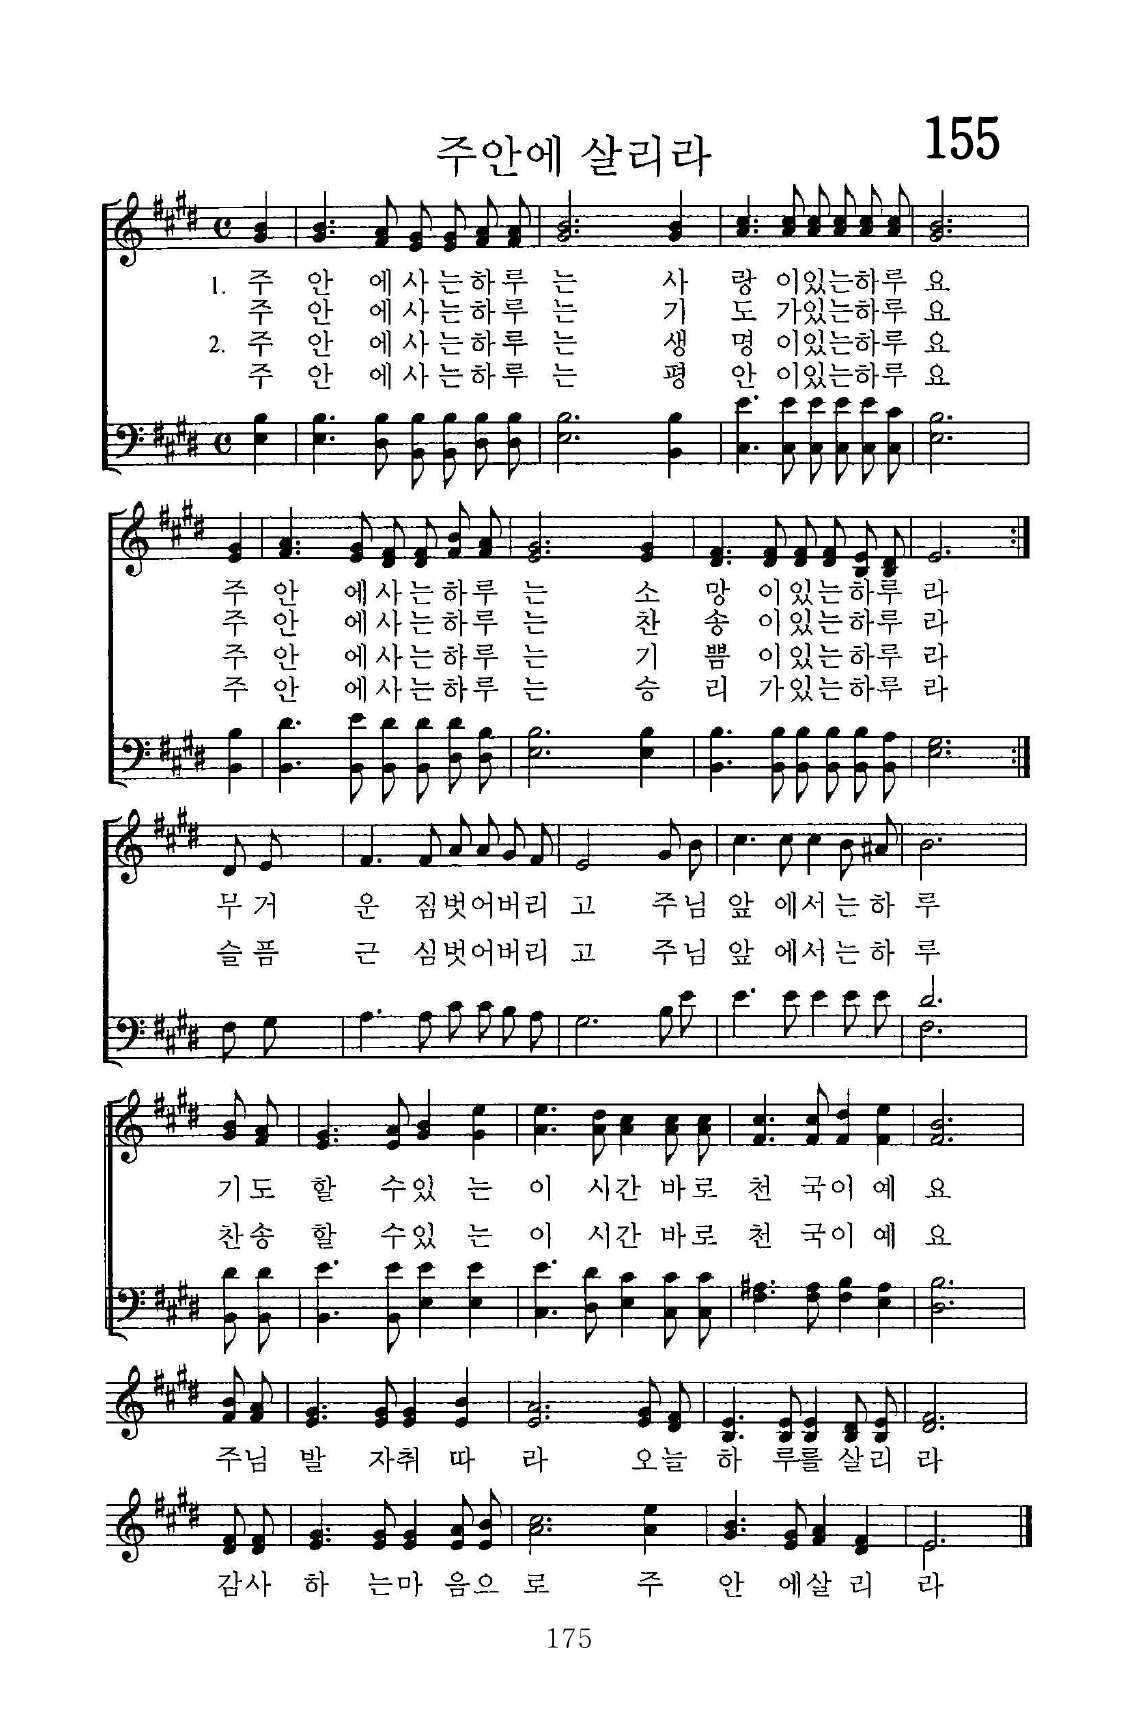 155
주안에 살리라
1. 주 안 에사는하루 는 사 랑 이있는하루 요
주 안 에사는하루 는 기 도 가있는하루 요
2. 주 안 에사는하루 는 생 명 이있는하루 요
주 안 에사는하루 는 평 안 이있는하루 요
주 안 에사는하루 는 소 망 이있는하루 라
주 안 에사는하루 는 찬 송 이있는하루 라
주 안 에사는하루 는 기 쁨 이있는하루 라
주 안 에사는하루 는 승 리 가있는하루 라
무거 운 짐벗어버리 고 주님 앞 에서는하 루
슬픔 근 심벗어버리 고 주님 앞 에서는하 루
기도 할 수있 는 이 시간 바로 천 국이 예 요
찬송 할 수있 는 이 시간 바로 천 국이 예 요
주님 발 자취 따 라 오늘 하 루를 살리 라
감사 하 는마 음으 로 주 안 에살 리 라
175